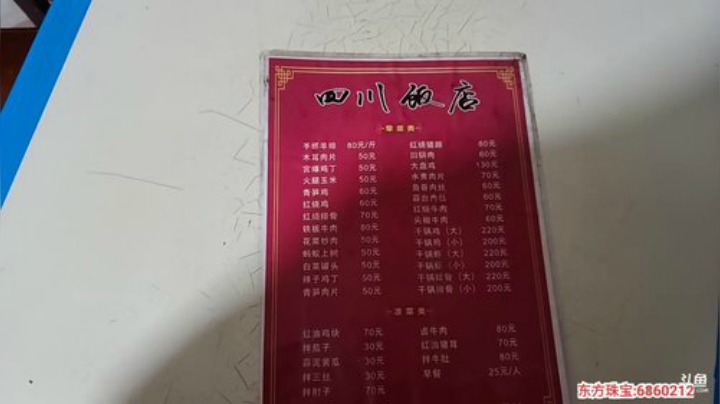 四川饭店
荤菜类
手抓羊排 80元/斤 红烧猪蹄 80元
木耳肉片 50元 回锅肉 60元
宫爆鸡丁 50元 大盘鸡 130元
火腿玉米 50元 水煮肉片 70元
青笋鸡 60元 鱼香肉丝 60元
红烧鸡 60元 蒜台肉丝 60元
红烧排骨 70元 红烧牛肉 70元
铁板牛肉 80元 尖椒牛肉 60元
花菜炒肉 50元 干锅鸡（大） 220元
蚂蚁上树 50元 干锅鸡（小） 200元
白菜罐头 50元 干锅虾（大） 220元
辣子鸡丁 50元 干锅虾（小） 200元
青笋肉片 50元 干锅排骨（大） 220元
干锅排骨（小） 200元
凉菜类
红油鸡块 70元 卤牛肉 80元
拌茄子 30元 红油猪耳 70元
蒜泥黄瓜 30元 拌牛肚 80元
拌三丝 30元 早餐 25元/人
拌肘子 70元
斗鱼
东方珠宝:6860212